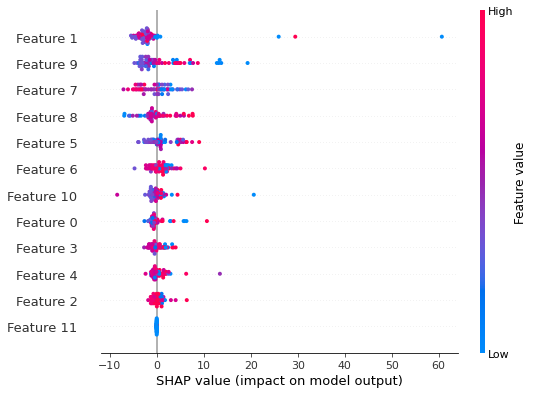 High
Feature 1
Feature 9
Feature 7
Feature 8
Feature 5
Feature 6
Feature 10
Feature 0
Feature 3
Feature 4
Feature 2
Feature 11
Feature value
Low
−10 0 10 20 30 40 50 60
SHAP value (impact on model output)